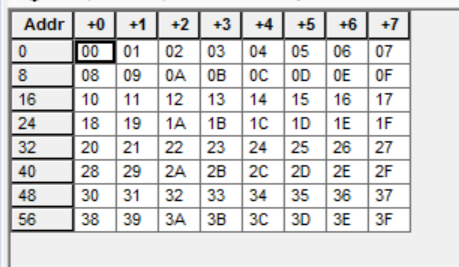 Addr +0 +1 +2 +3 +4 +5 +6 +7
0 00 01 02 03 04 05 06 07
8 08 09 0A 0B 0C 0D 0E 0F
16 10 11 12 13 14 15 16 17
24 18 19 1A 1B 1C 1D 1E 1F
32 20 21 22 23 24 25 26 27
40 28 29 2A 2B 2C 2D 2E 2F
48 30 31 32 33 34 35 36 37
56 38 39 3A 3B 3C 3D 3E 3F